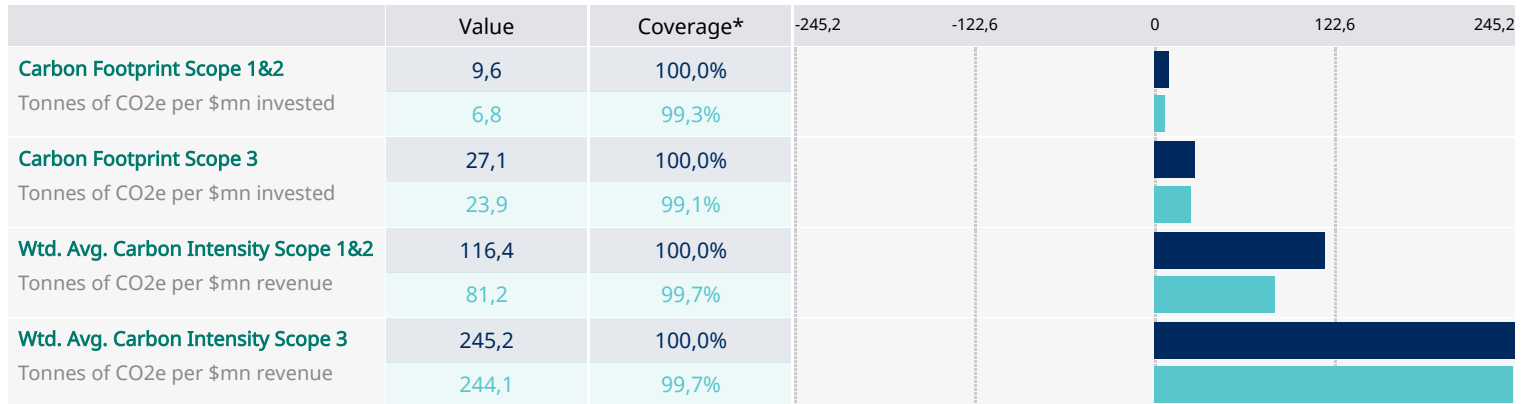 Value Coverage* -245,2 -122,6 0 122,6 245,2
Carbon Footprint Scope 1&2 9,6 100,0%
Tonnes of CO2e per $mn invested 6,8 99,3%
Carbon Footprint Scope 3 27,1 100,0%
Tonnes of CO2e per $mn invested 23,9 99,1%
Wtd. Avg. Carbon Intensity Scope 1&2 116,4 100,0%
Tonnes of CO2e per $mn revenue 81,2 99,7%
Wtd. Avg. Carbon Intensity Scope 3 245,2 100,0%
Tonnes of CO2e per $mn revenue 244,1 99,7%